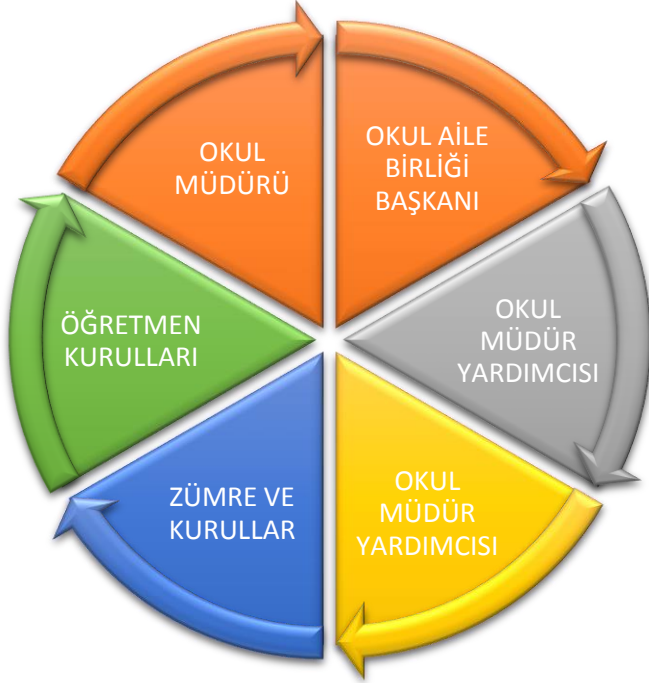 OKUL
MÜDÜRÜ
OKUL AİLE
BİRLİĞİ
BAŞKANI
OKUL
MÜDÜR
YARDIMCISI
OKUL
MÜDÜR
YARDIMCISI
ZÜMRE VE
KURULLAR
ÖĞRETMEN
KURULLARI